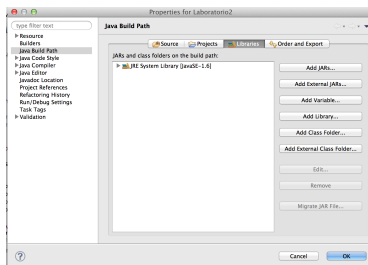 Properties for Laboratorio2
type filter text
Java Build Path
Resource
Builders
Java Build Path
Java Code Style
Java Compiler
Java Editor
Javadoc Location
Project References
Refactoring History
Run/Debug Settings
Task Tags
Validation
Source
Projects
Libraries
Order and Export
JARs and class folders on the build path:
JRE System Library [JavaSE-1.6]
Add JARs...
Add External JARs...
Add Variable...
Add Library...
Add Class Folder...
Add External Class Folder...
Edit...
Remove
Migrate JAR File...
?
Cancel
OK